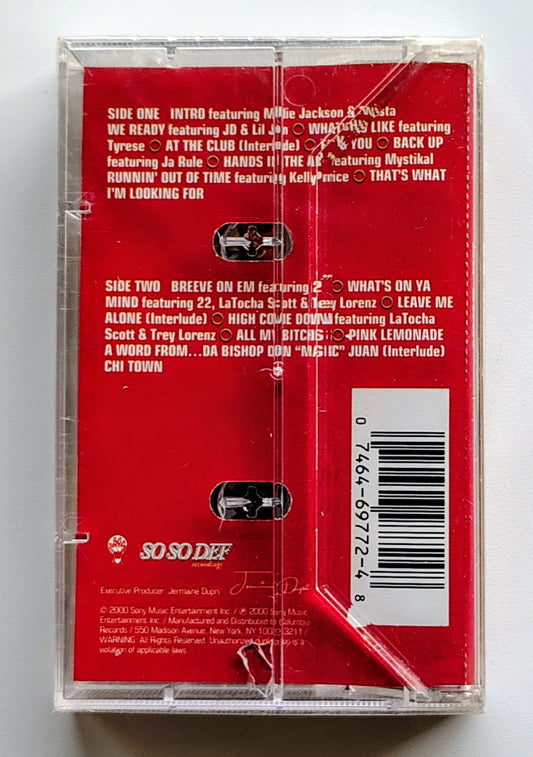 SIDE ONE INTRO featuring Millie Jackson & Twista
WE READY featuring JD & Lil Jon O WHAT'S IT LIKE featuring
Tyrese O AT THE CLUB (Interlude) O & YOU O BACK UP
featuring Ja Rule O HANDS IN THE AIR featuring Mystikal
RUNNIN' OUT OF TIME featuring Kelly Price O THAT'S WHAT
I'M LOOKING FOR
SIDE TWO BREEVE ON EM featuring O WHAT'S ON YA
MIND featuring 22, LaTocha Scott & Trey Lorenz O LEAVE ME
ALONE (Interlude) O HIGH COME DOWN featuring LaTocha
Scott & Trey Lorenz O ALL MY BITCHS O PINK LEMONADE
A WORD FROM...DA BISHOP DON "MAGIC" JUAN (Interlude)
CHI TOWN
0 7464-69772-4 8
SO SO DEF
recordings
Executive Producer: Jermaine Dupri
Jermaine Dupri
© 2000 Sony Music Entertainment Inc. / ℗ 2000 Sony Music
Entertainment Inc. / Manufactured and Distributed by Columbia
Records / 550 Madison Avenue, New York, NY 10022-3211 /
WARNING: All Rights Reserved. Unauthorized duplication is a
violation of applicable laws.